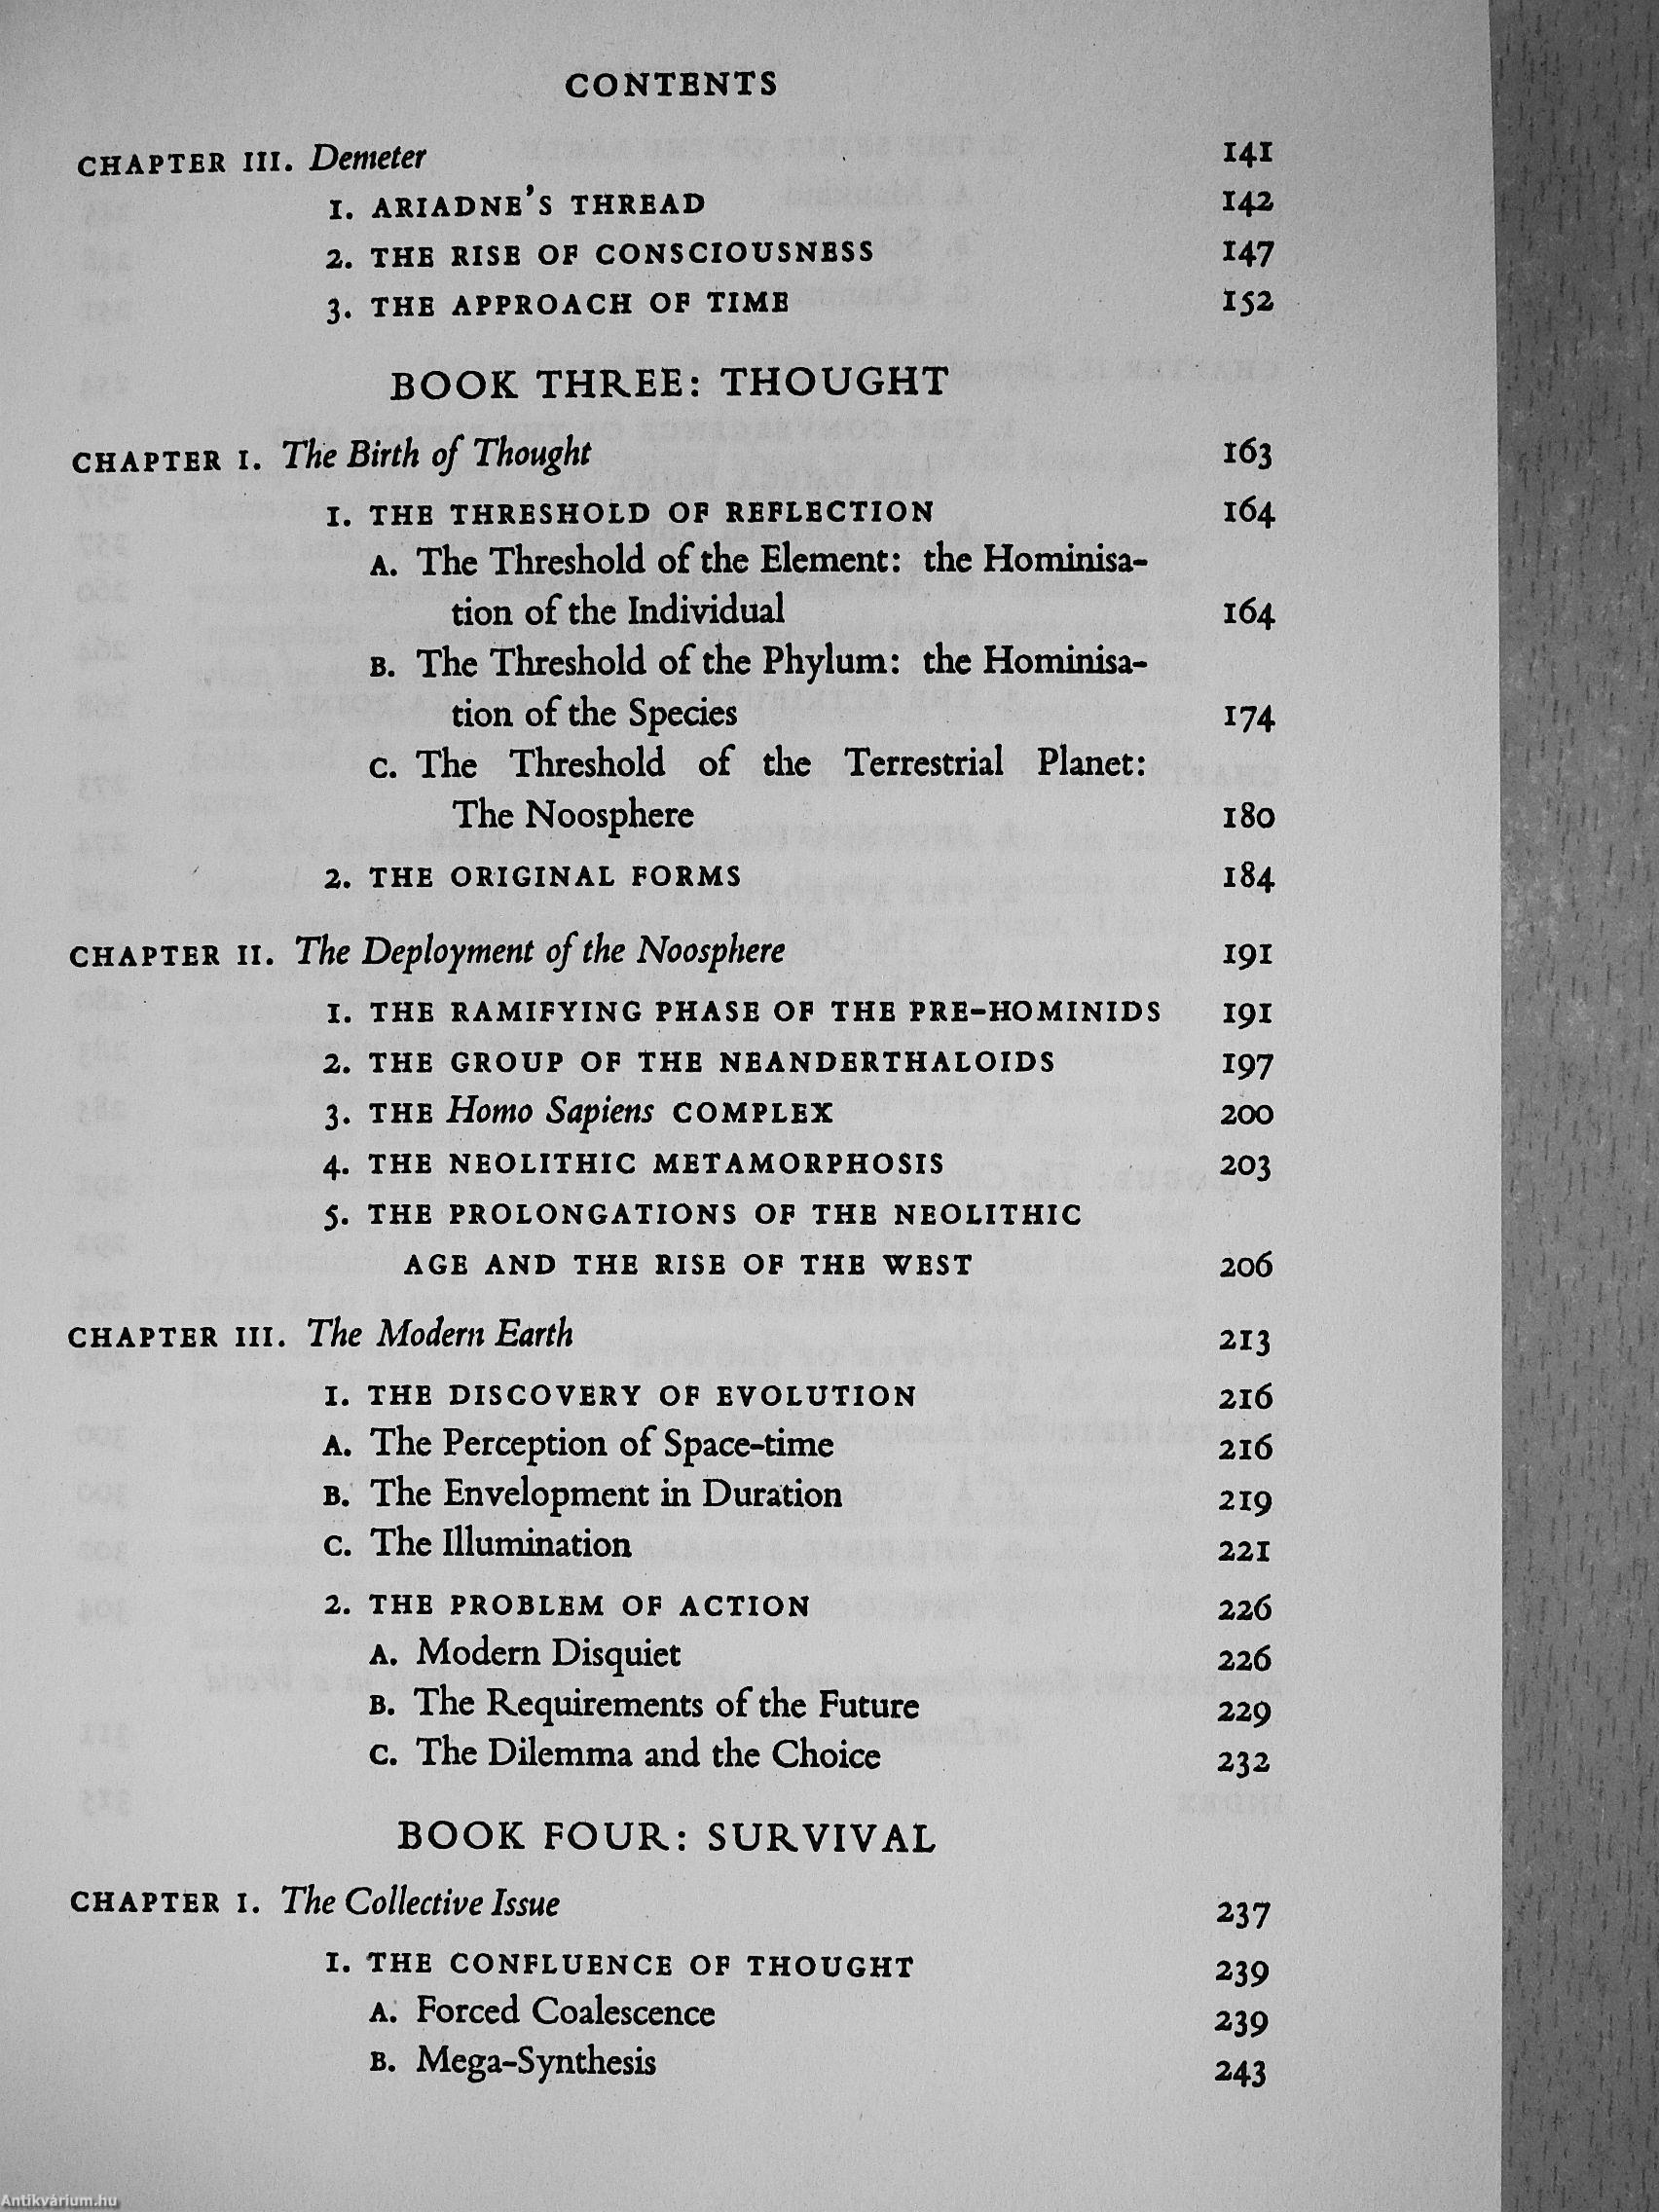 CONTENTS
CHAPTER III. Demeter 141
1. ARIADNE'S THREAD 142
2. THE RISE OF CONSCIOUSNESS 147
3. THE APPROACH OF TIME 152
BOOK THREE: THOUGHT
CHAPTER I. The Birth of Thought 163
1. THE THRESHOLD OF REFLECTION 164
A. The Threshold of the Element: the Hominisa-
tion of the Individual 164
B. The Threshold of the Phylum: the Hominisa-
tion of the Species 174
C. The Threshold of the Terrestrial Planet:
The Noosphere 180
2. THE ORIGINAL FORMS 184
CHAPTER II. The Deployment of the Noosphere 191
1. THE RAMIFYING PHASE OF THE PRE-HOMINIDS 191
2. THE GROUP OF THE NEANDERTHALOIDS 197
3. THE Homo Sapiens COMPLEX 200
4. THE NEOLITHIC METAMORPHOSIS 203
5. THE PROLONGATIONS OF THE NEOLITHIC
AGE AND THE RISE OF THE WEST 206
CHAPTER III. The Modern Earth 213
1. THE DISCOVERY OF EVOLUTION 216
A. The Perception of Space-time 216
B. The Envelopment in Duration 219
C. The Illumination 221
2. THE PROBLEM OF ACTION 226
A. Modern Disquiet 226
B. The Requirements of the Future 229
C. The Dilemma and the Choice 232
BOOK FOUR: SURVIVAL
CHAPTER I. The Collective Issue 237
1. THE CONFLUENCE OF THOUGHT 239
A. Forced Coalescence 239
B. Mega-Synthesis 243
Antikvárium.hu